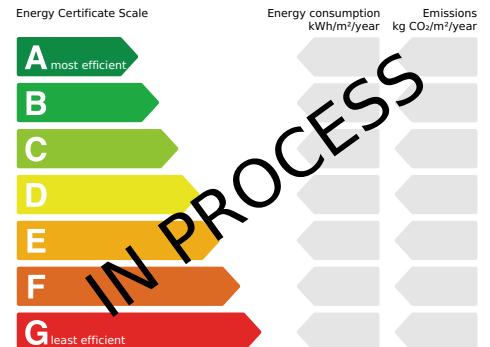 Energy Certificate Scale
Energy consumption
kWh/m²/year
Emissions
kg CO₂/m²/year
A most efficient
B
C
D
E
F
G least efficient
IN PROCESS